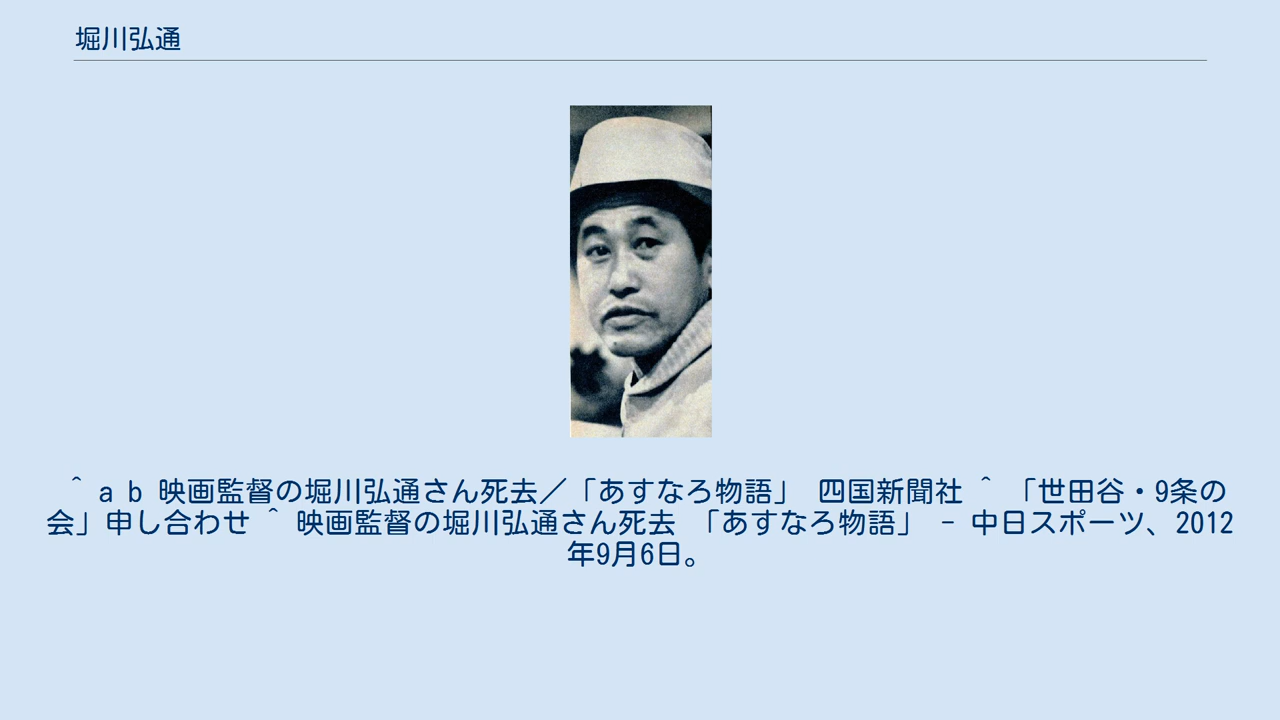 堀川弘通
^ a b 映画監督の堀川弘通さん死去／「あすなろ物語」 四国新聞社 ^ 「世田谷・9条の
会」申し合わせ ^ 映画監督の堀川弘通さん死去 「あすなろ物語」 - 中日スポーツ、2012
年9月6日。